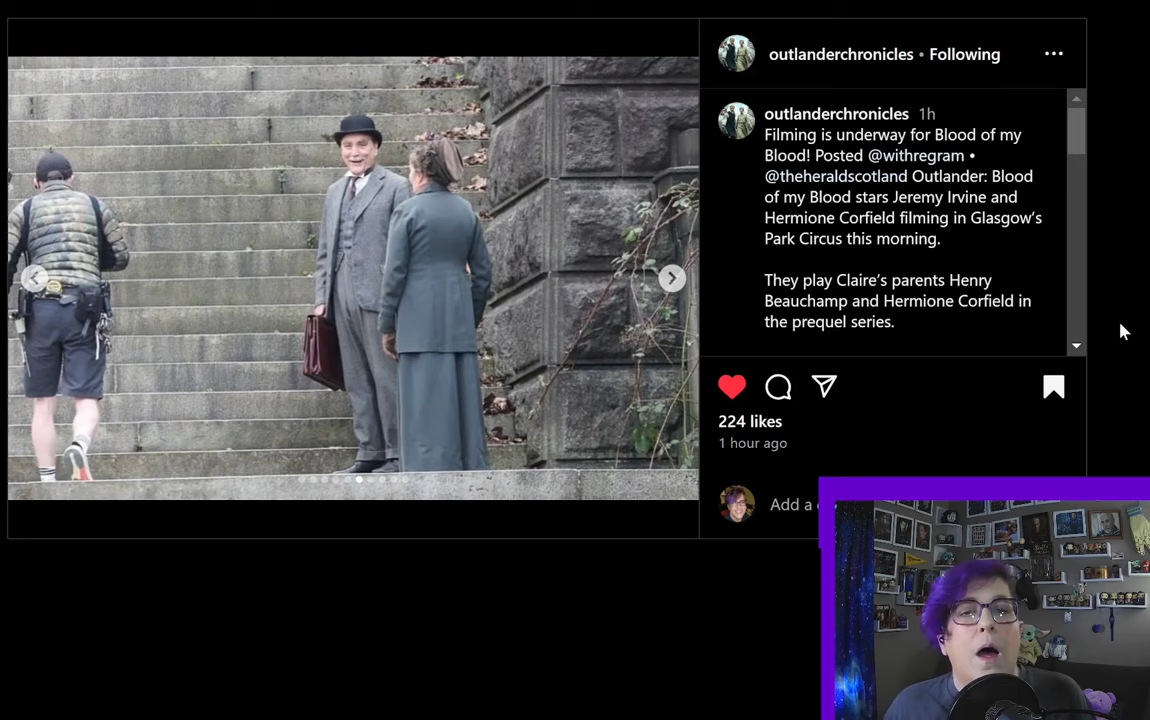 outlanderchronicles • Following
outlanderchronicles 1h
Filming is underway for Blood of my
Blood! Posted @withregram •
@theheraldscotland Outlander: Blood
of my Blood stars Jeremy Irvine and
Hermione Corfield filming in Glasgow's
Park Circus this morning.
They play Claire's parents Henry
Beauchamp and Hermione Corfield in
the prequel series.
224 likes
1 hour ago
Add a